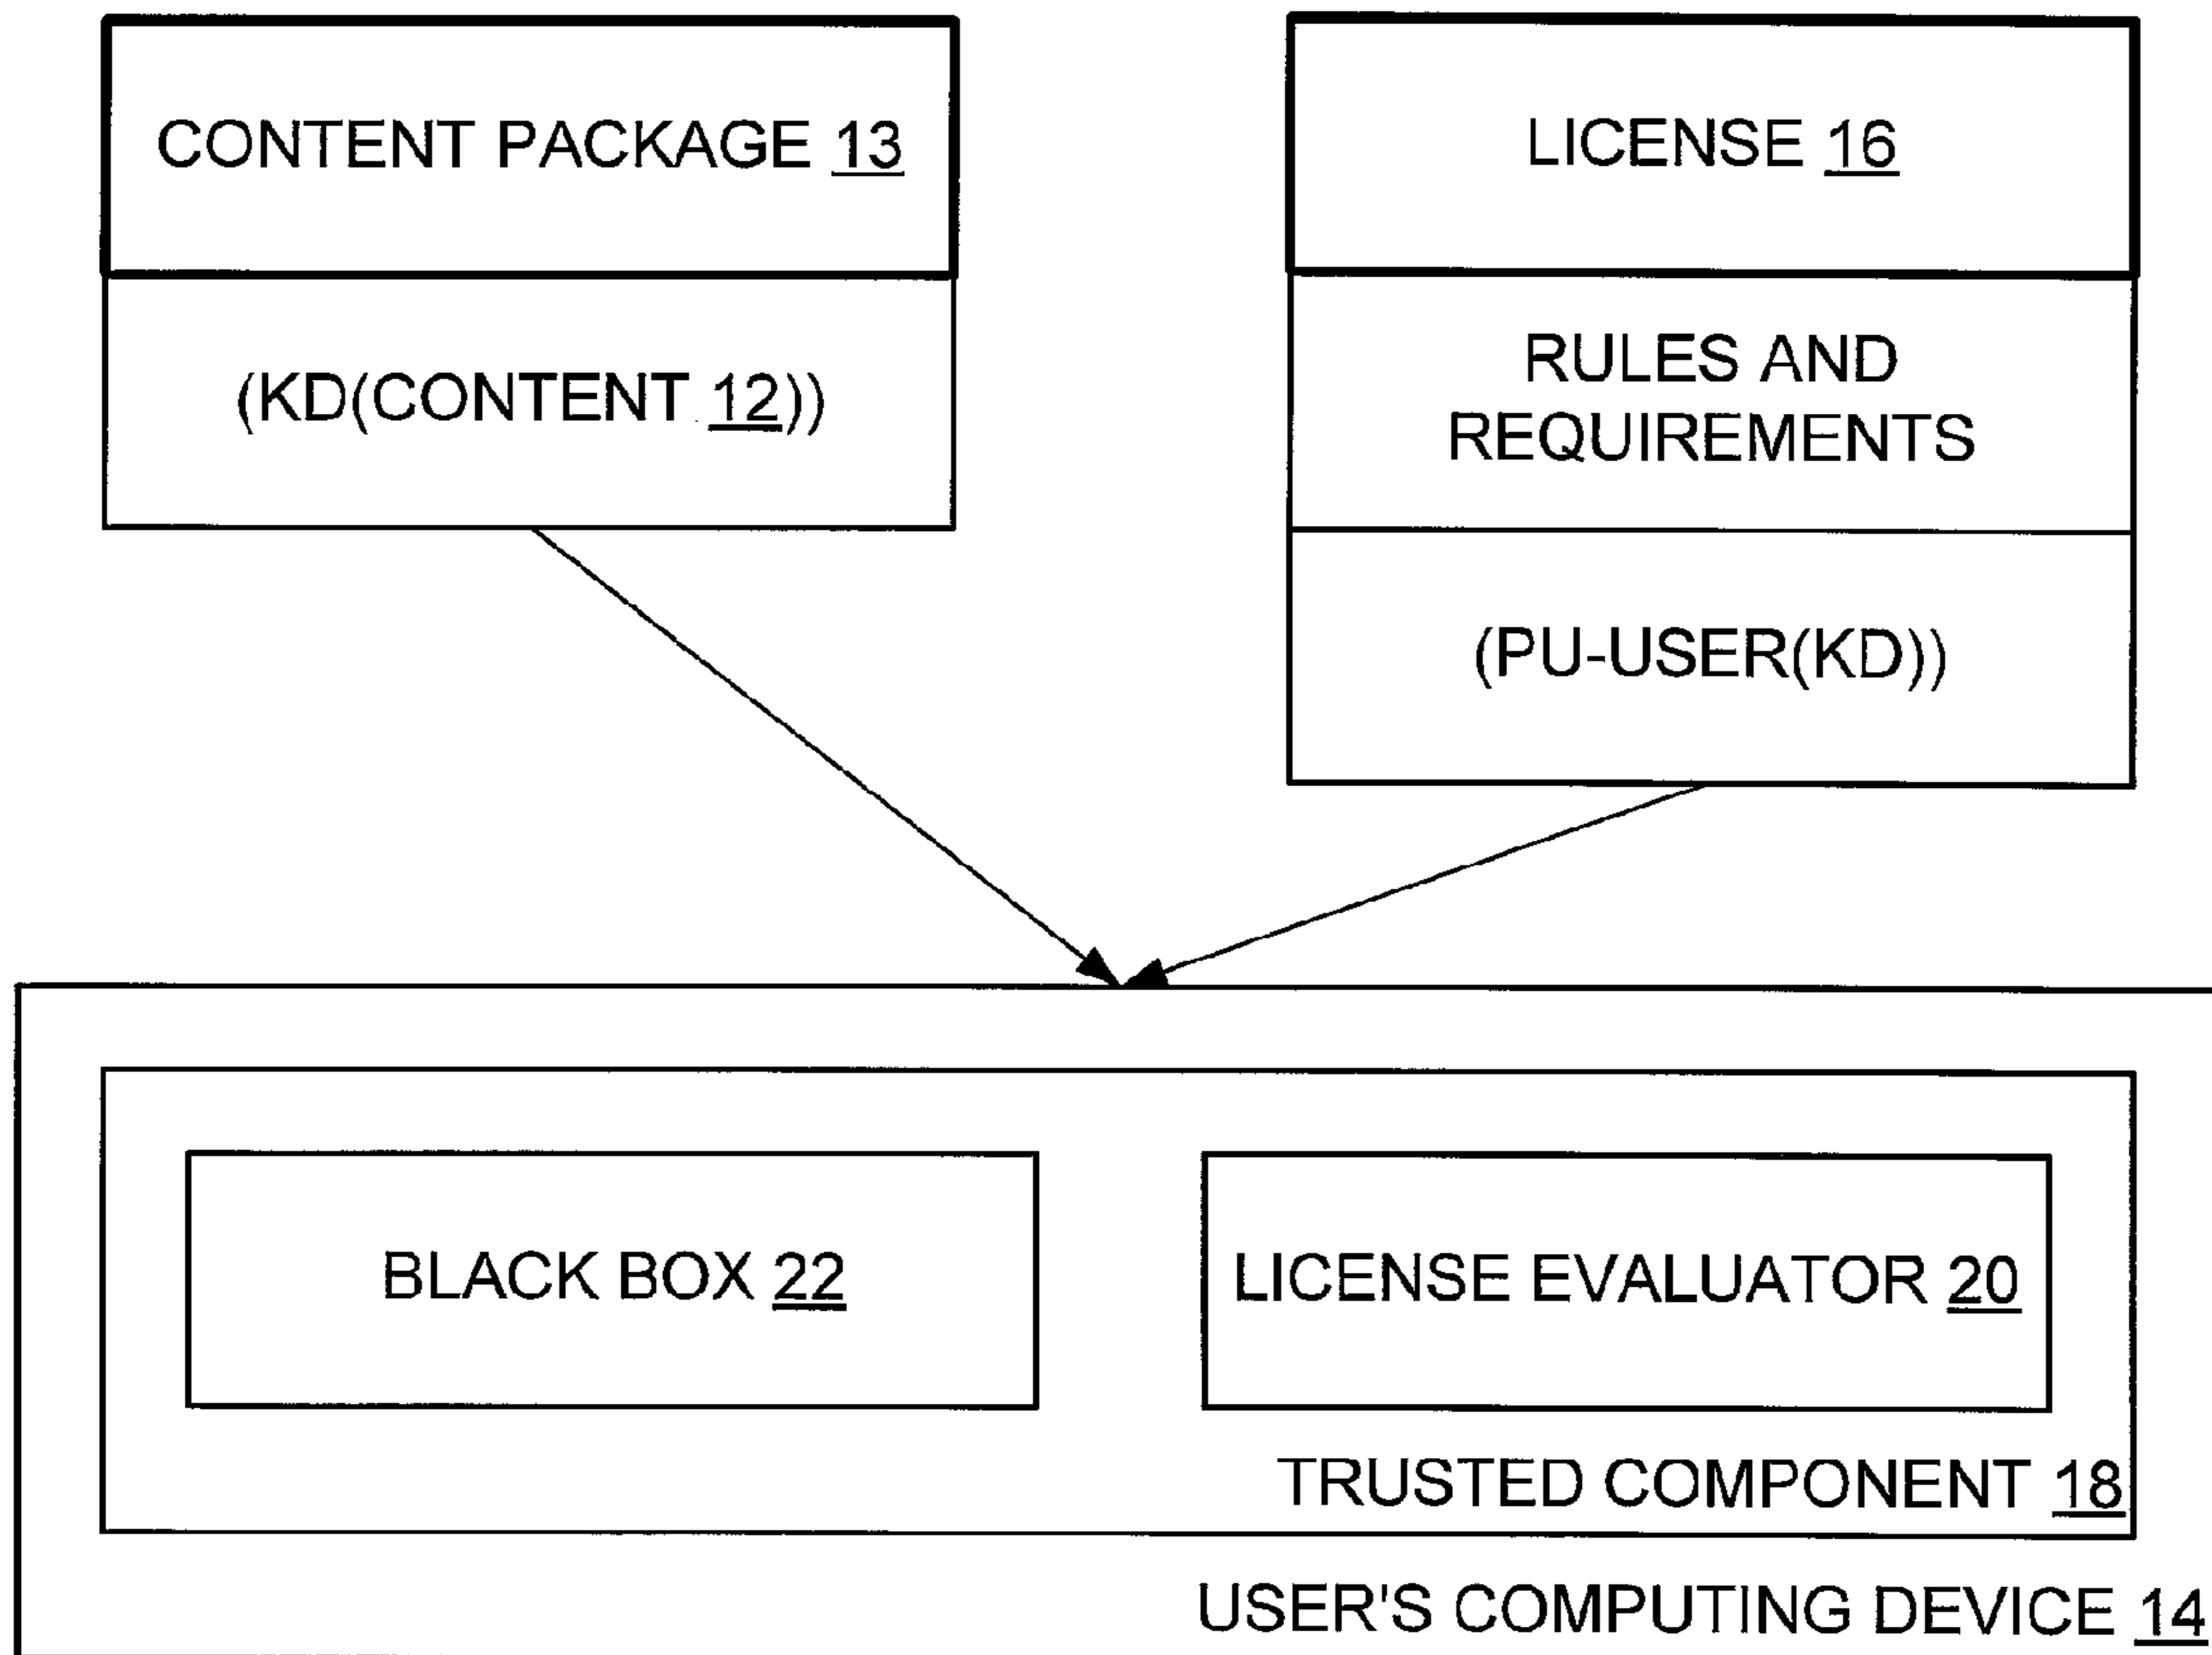 CONTENT PACKAGE 13
(KD(CONTENT 12))
LICENSE 16
RULES AND
REQUIREMENTS
(PU-USER(KD))
BLACK BOX 22
LICENSE EVALUATOR 20
TRUSTED COMPONENT 18
USER'S COMPUTING DEVICE 14